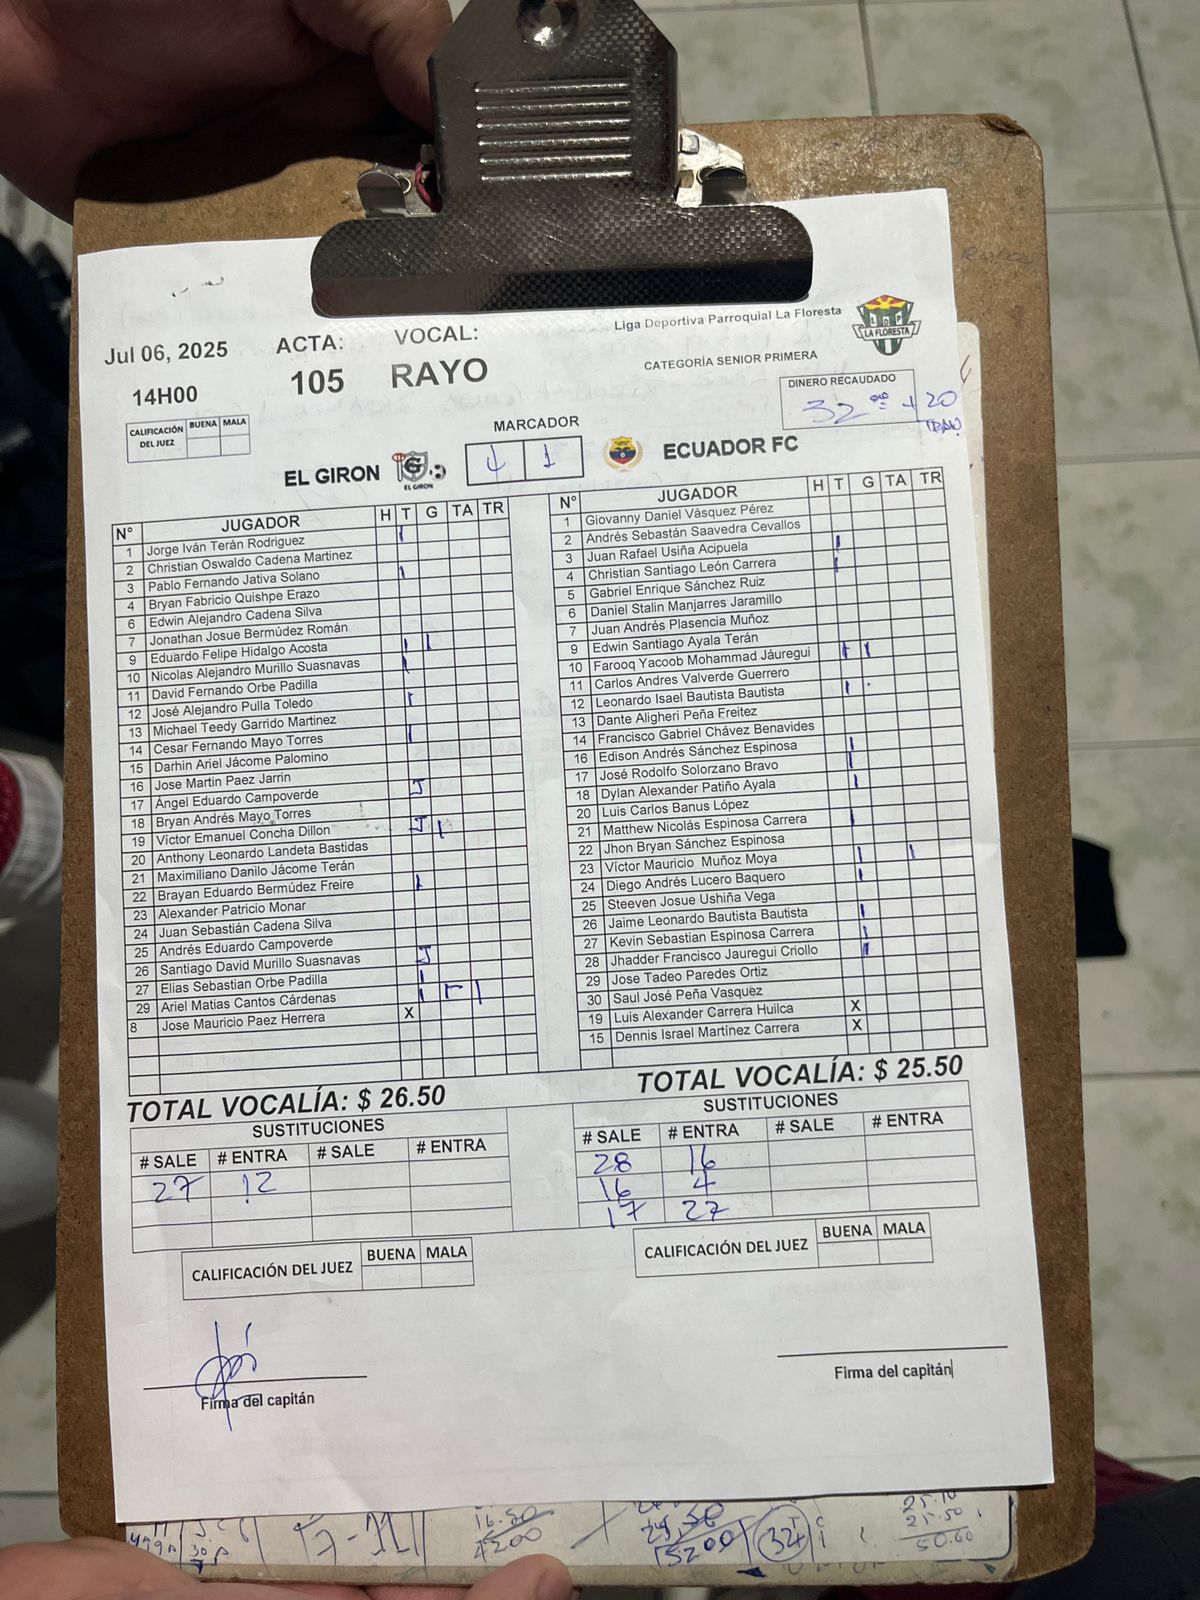 Liga Deportiva Parroquial La Floresta
LA FLORESTA
Jul 06, 2025 ACTA: VOCAL:
14H00 105 RAYO
CATEGORÍA SENIOR PRIMERA
DINERO RECAUDADO
32 + 20
CALIFICACIÓN DEL JUEZ BUENA MALA
MARCADOR
EL GIRON EL GIRON 1 ECUADOR FC
N° JUGADOR H T G TA TR
1 Jorge Iván Terán Rodriguez
2 Christian Oswaldo Cadena Martinez
3 Pablo Fernando Jativa Solano
4 Bryan Fabricio Quishpe Erazo
6 Edwin Alejandro Cadena Silva
7 Jonathan Josue Bermúdez Román
9 Eduardo Felipe Hidalgo Acosta
10 Nicolas Alejandro Murillo Suasnavas
11 David Fernando Orbe Padilla
12 José Alejandro Pulla Toledo
13 Michael Teedy Garrido Martinez
14 Cesar Fernando Mayo Torres
15 Darhin Ariel Jácome Palomino
16 Jose Martin Paez Jarrin
17 Ángel Eduardo Campoverde
18 Bryan Andrés Mayo Torres
19 Víctor Emanuel Concha Dillon
20 Anthony Leonardo Landeta Bastidas
21 Maximiliano Danilo Jácome Terán
22 Brayan Eduardo Bermúdez Freire
23 Alexander Patricio Monar
24 Juan Sebastián Cadena Silva
25 Andrés Eduardo Campoverde
26 Santiago David Murillo Suasnavas
27 Elias Sebastian Orbe Padilla
29 Ariel Matias Cantos Cárdenas
8 Jose Mauricio Paez Herrera X
N° JUGADOR H T G TA TR
1 Giovanny Daniel Vásquez Pérez
2 Andrés Sebastán Saavedra Cevallos
3 Juan Rafael Usiña Acipuela
4 Christian Santiago León Carrera
5 Gabriel Enrique Sánchez Ruiz
6 Daniel Stalin Manjarres Jaramillo
7 Juan Andrés Plasencia Muñoz
9 Edwin Santiago Ayala Terán
10 Farooq Yacoob Mohammad Jáuregui
11 Carlos Andres Valverde Guerrero
12 Leonardo Isael Bautista Bautista
13 Dante Aligheri Peña Freitez
14 Francisco Gabriel Chávez Benavides
16 Edison Andrés Sánchez Espinosa
17 José Rodolfo Solorzano Bravo
18 Dylan Alexander Patiño Ayala
20 Luis Carlos Banus López
21 Matthew Nicolás Espinosa Carrera
22 Jhon Bryan Sánchez Espinosa
23 Víctor Mauricio Muñoz Moya
24 Diego Andrés Lucero Baquero
25 Steeven Josue Ushiña Vega
26 Jaime Leonardo Bautista Bautista
27 Kevin Sebastian Espinosa Carrera
28 Jhadder Francisco Jauregui Criollo
29 Jose Tadeo Paredes Ortiz
30 Saul José Peña Vasquez
19 Luis Alexander Carrera Huilca X
15 Dennis Israel Martínez Carrera X
TOTAL VOCALÍA: $ 26.50
SUSTITUCIONES
# SALE # ENTRA # SALE # ENTRA
27 12
CALIFICACIÓN DEL JUEZ BUENA MALA
Firma del capitán
TOTAL VOCALÍA: $ 25.50
SUSTITUCIONES
# SALE # ENTRA # SALE # ENTRA
28 16
16 4
17 27
CALIFICACIÓN DEL JUEZ BUENA MALA
Firma del capitán
25.50
50.60